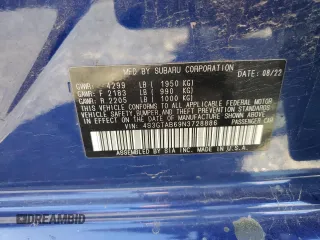 MFD. BY SUBARU CORPORATION DATE: 08/22
GVWR: 4299 LB ( 1950 KG)
GAWR: F 2183 LB ( 990 KG)
GAWR: R 2205 LB ( 1000 KG)
THIS VEHICLE CONFORMS TO ALL APPLICABLE FEDERAL MOTOR
VEHICLE SAFETY, BUMPER, AND THEFT PREVENTION STANDARDS
IN EFFECT ON THE DATE OF MANUFACTURE SHOWN ABOVE.
VIN: 4S3GTAB69N3728886
PASSENGER CAR
ASSEMBLED BY SIA MADE IN U.S.A.
DREAMBID